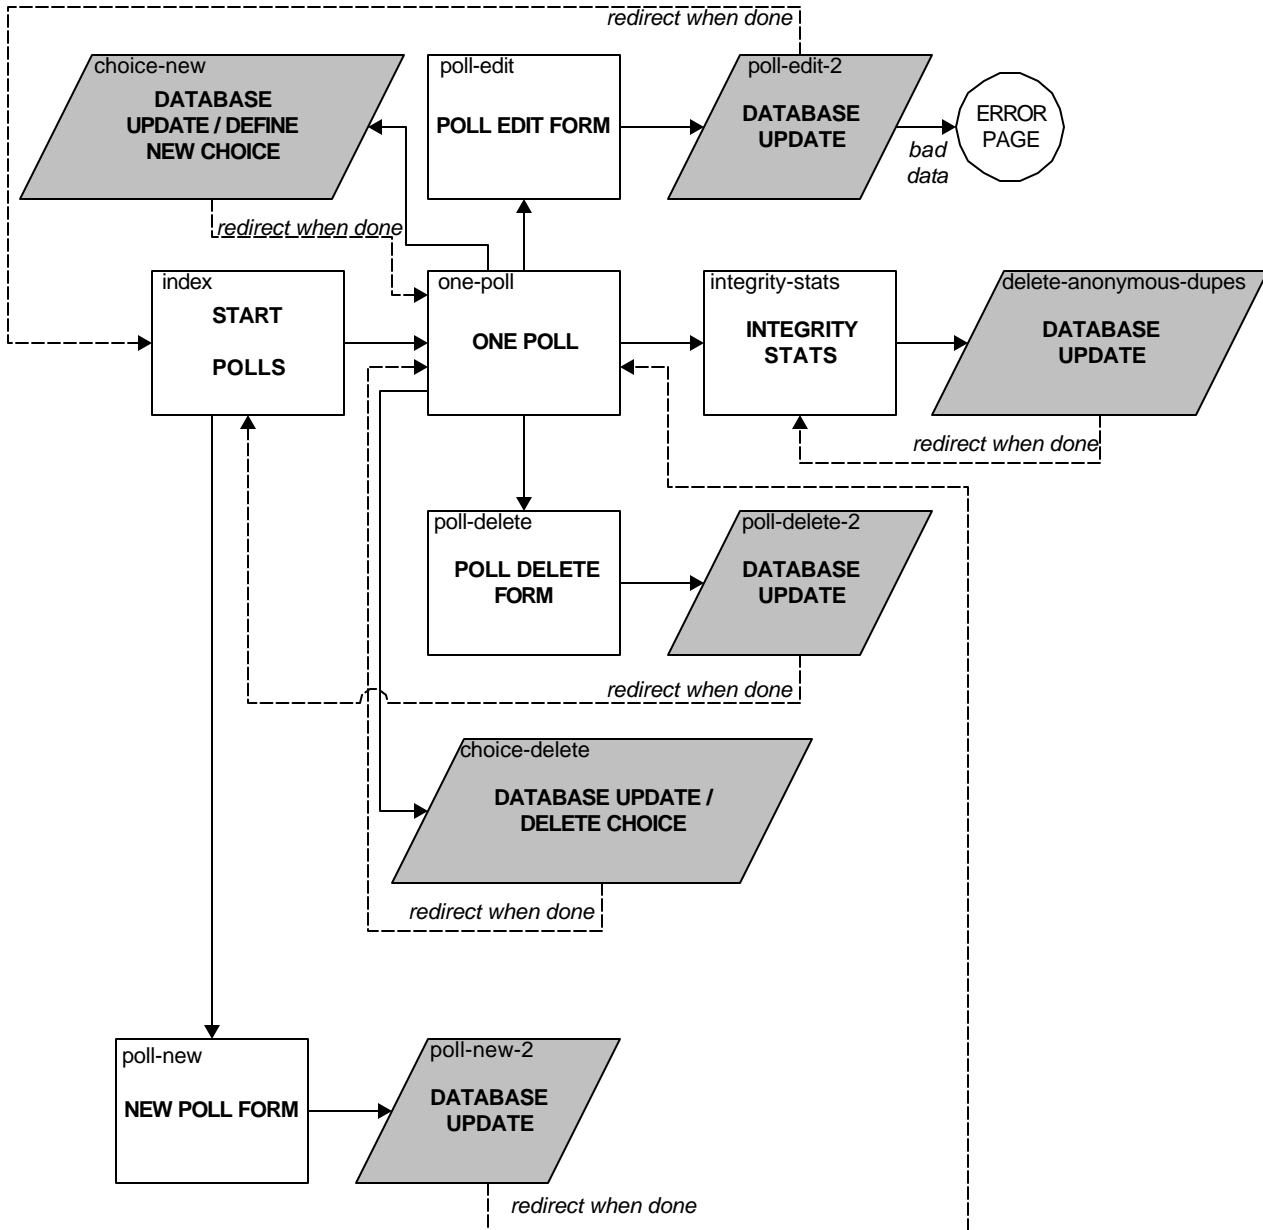 redirect when done
choice-new
DATABASE
UPDATE / DEFINE
NEW CHOICE
poll-edit
POLL EDIT FORM
poll-edit-2
DATABASE
UPDATE
ERROR
PAGE
bad
data
redirect when done
index
START
POLLS
one-poll
ONE POLL
integrity-stats
INTEGRITY
STATS
delete-anonymous-dupes
DATABASE
UPDATE
redirect when done
poll-delete
POLL DELETE
FORM
poll-delete-2
DATABASE
UPDATE
redirect when done
choice-delete
DATABASE UPDATE /
DELETE CHOICE
redirect when done
poll-new
NEW POLL FORM
poll-new-2
DATABASE
UPDATE
redirect when done